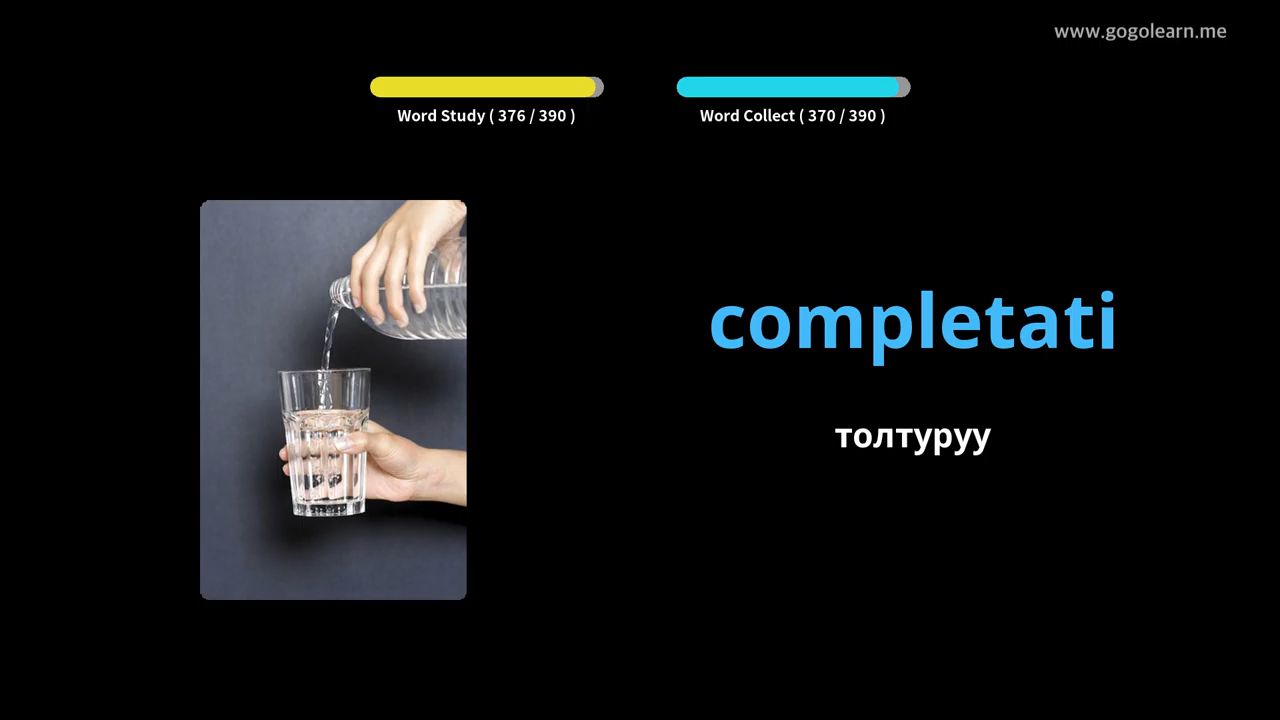 www.gogolearn.me
Word Study ( 376 / 390 )
Word Collect ( 370 / 390 )
completati
толтуруу